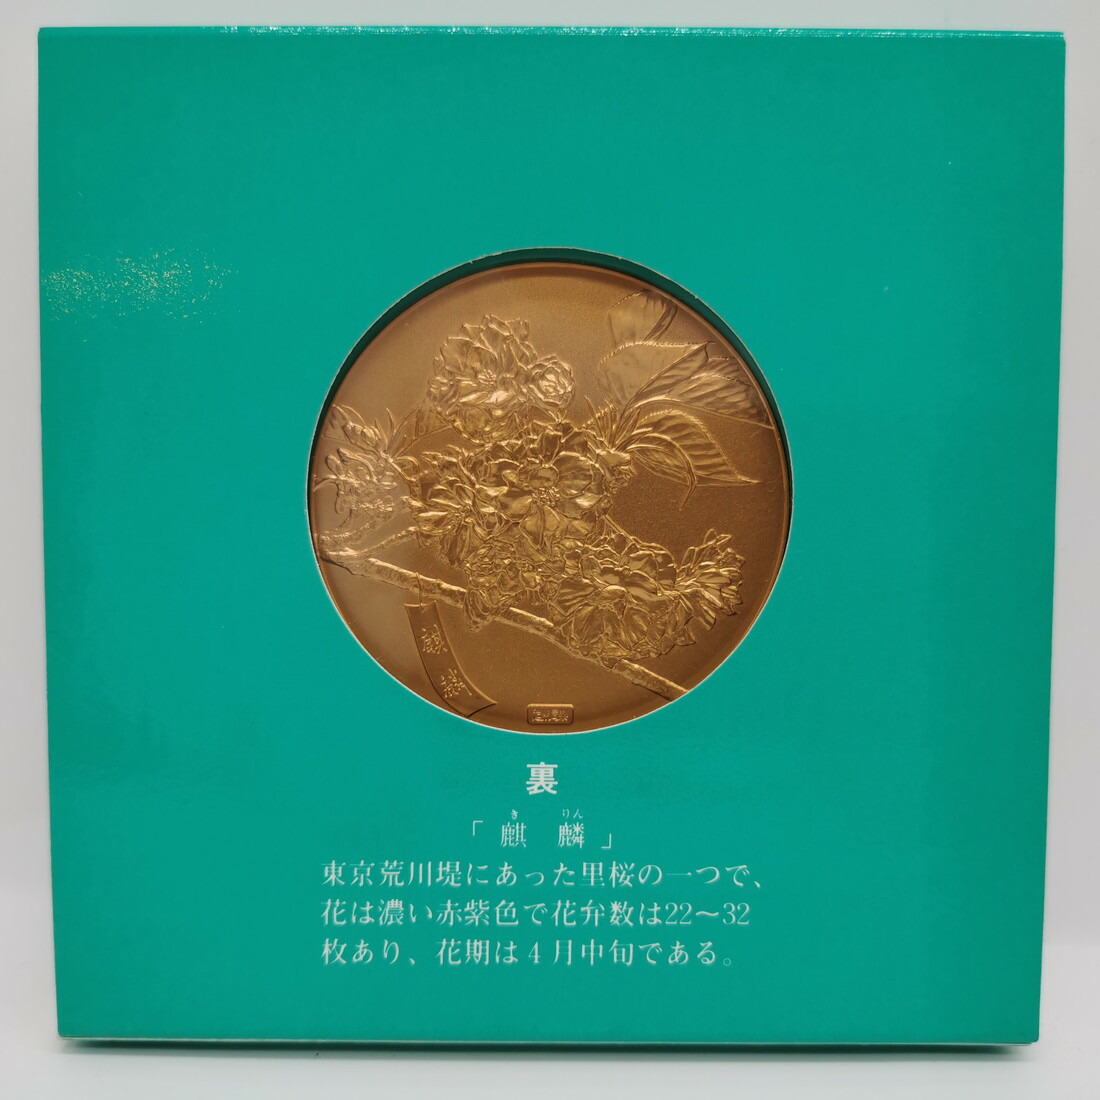 麒麟
裏
「麒麟」
きりん
東京荒川堤にあった里桜の一つで、
花は濃い赤紫色で花弁数は22～32
枚あり、花期は4月中旬である。